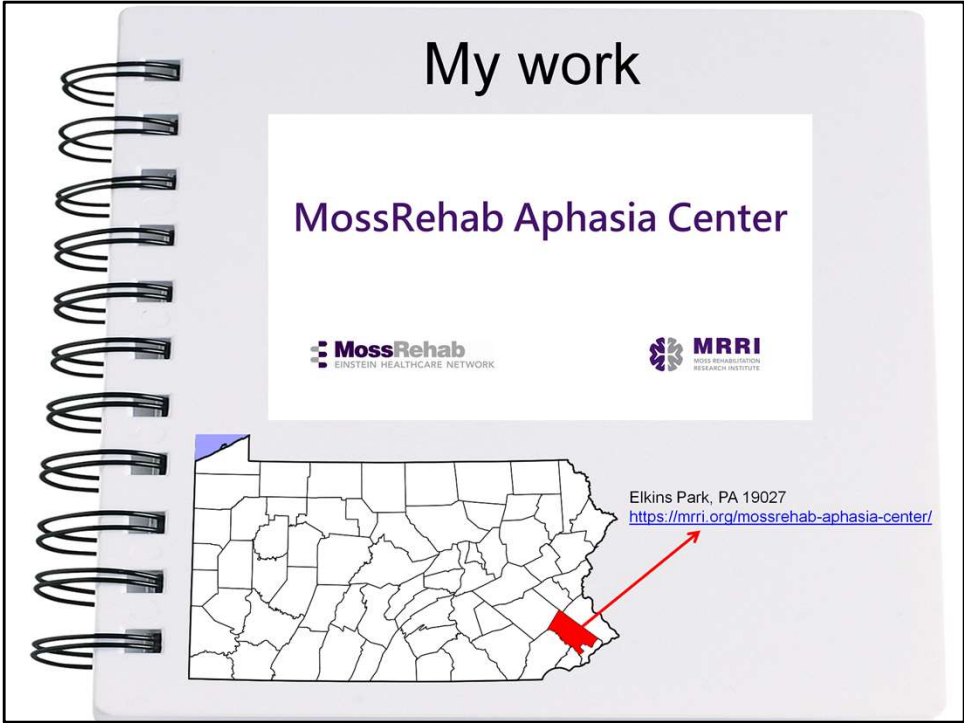 My work
MossRehab Aphasia Center
MossRehab
EINSTEIN HEALTHCARE NETWORK
MRRI
MOSS REHABILITATION
RESEARCH INSTITUTE
Elkins Park, PA 19027
https://mrri.org/mossrehab-aphasia-center/